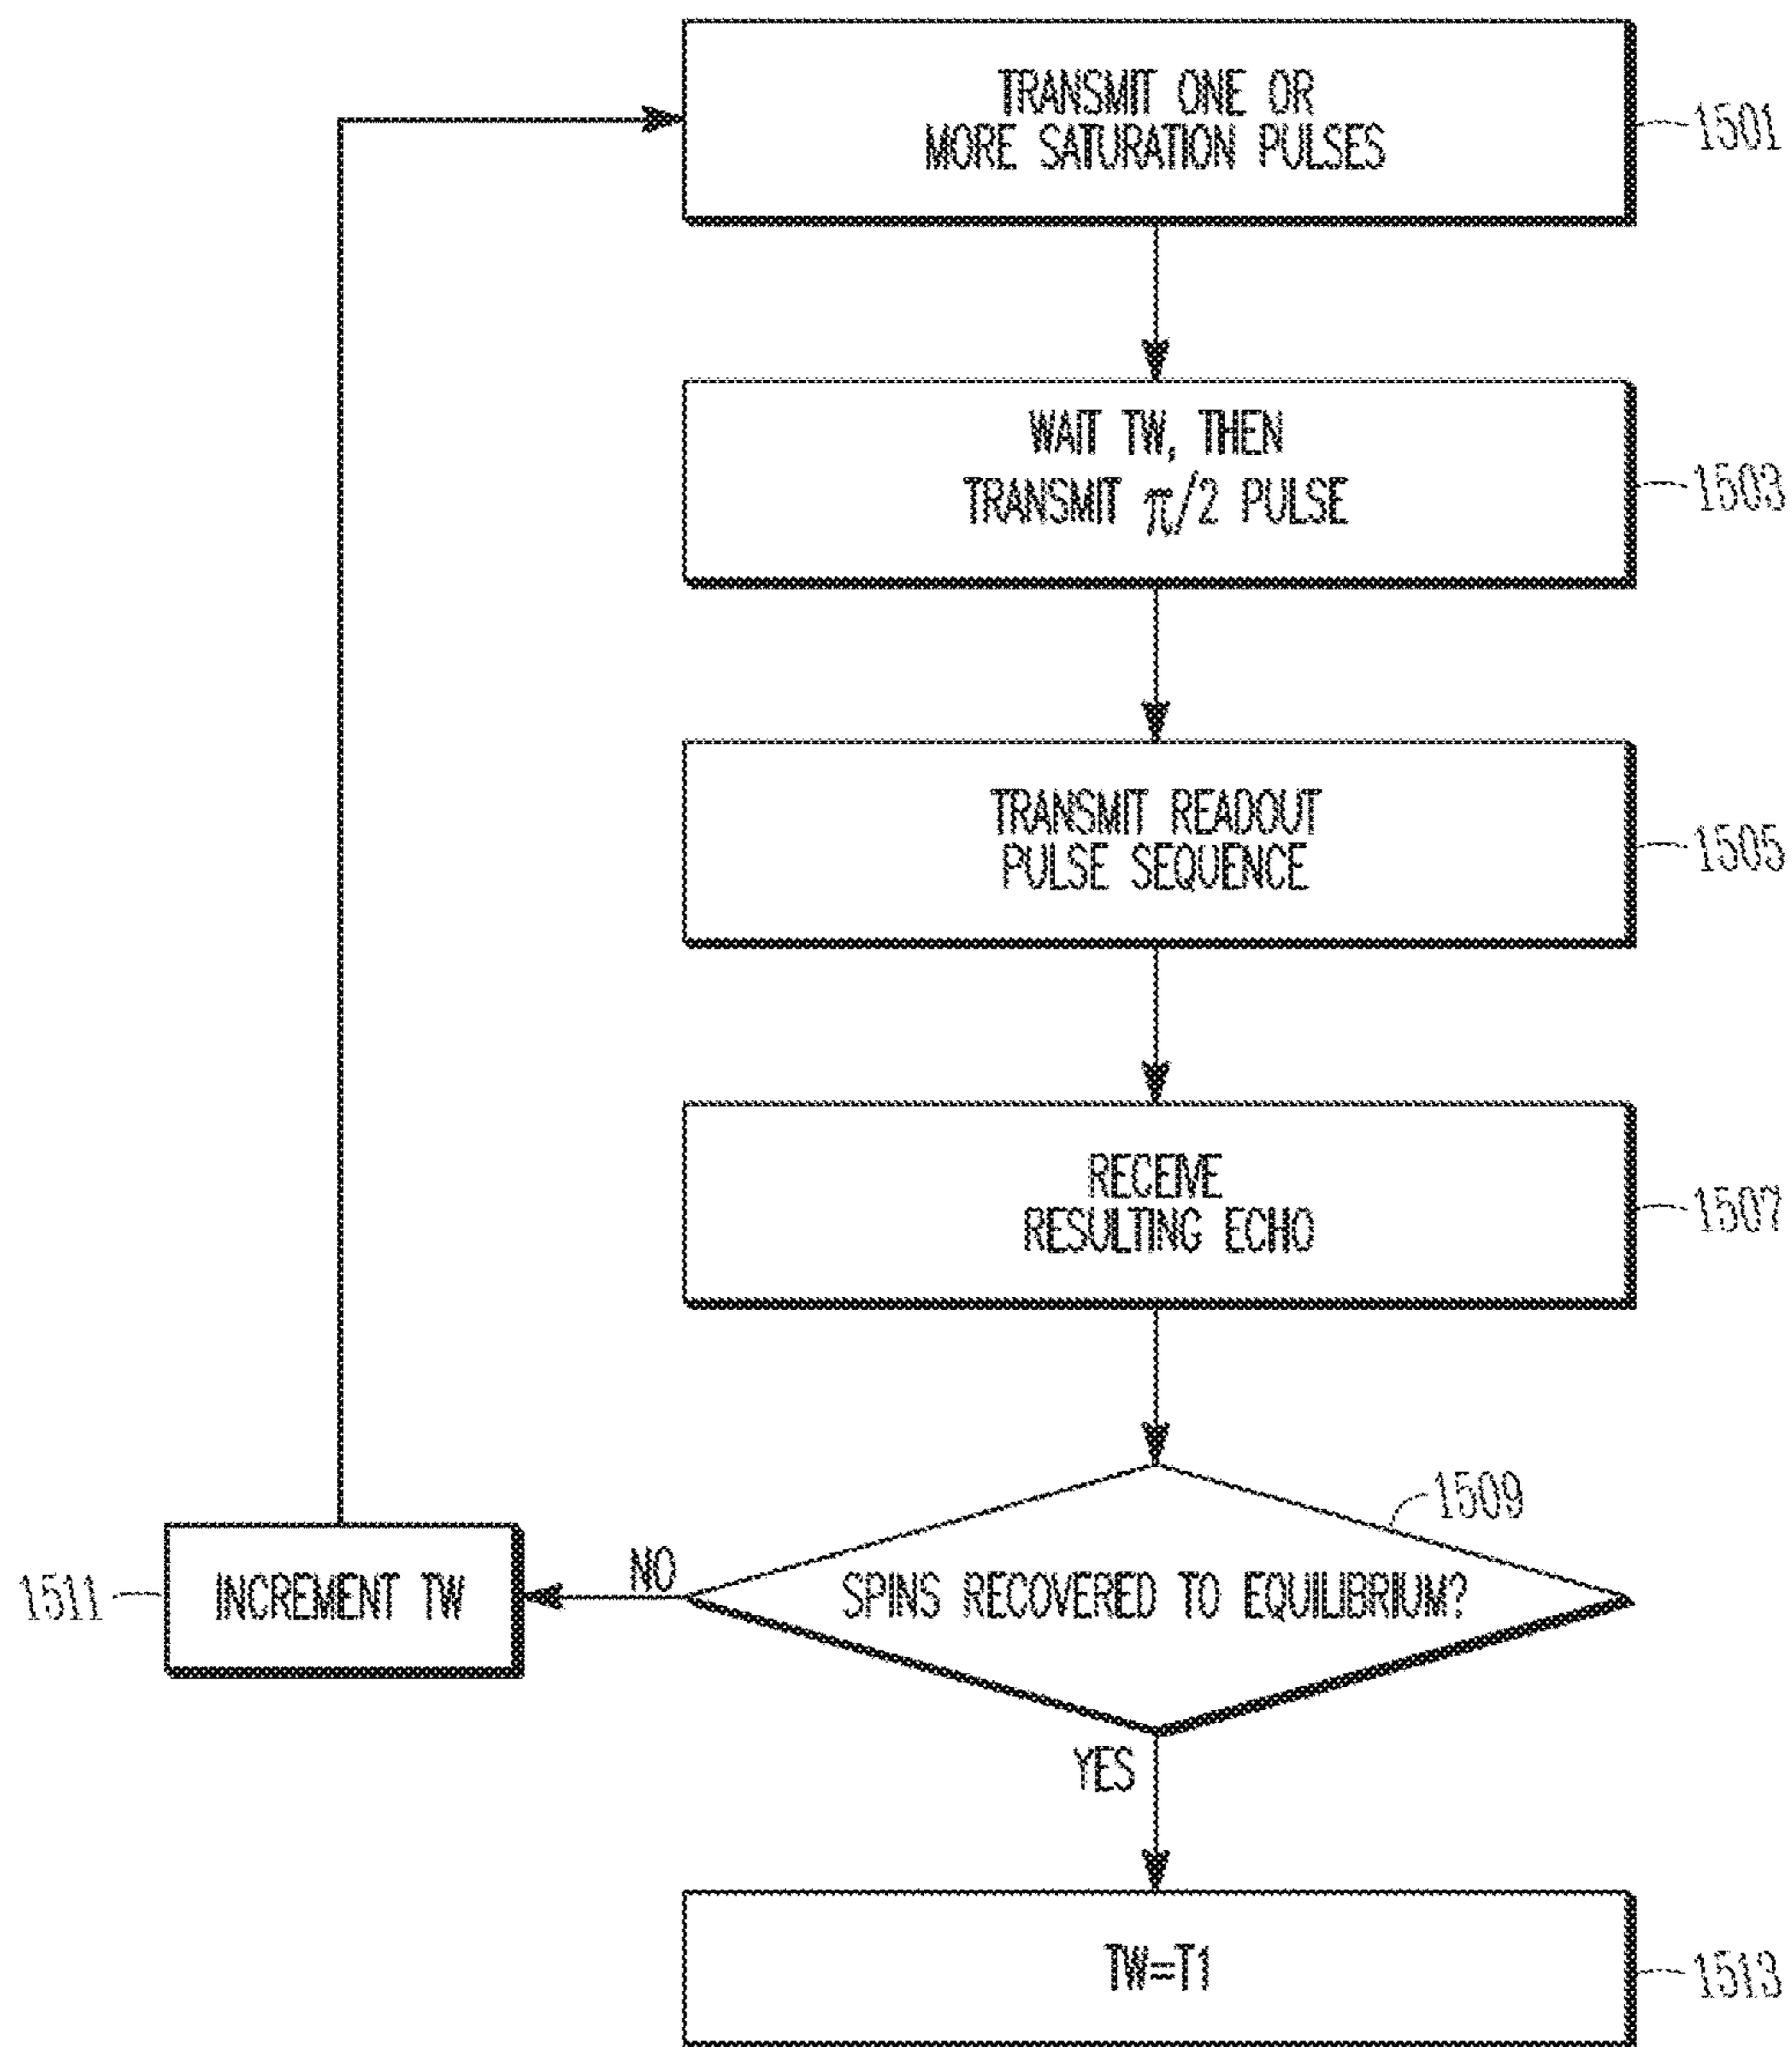 TRANSMIT ONE OR
MORE SATURATION PULSES
1501
WAIT TW, THEN
TRANSMIT π/2 PULSE
1503
TRANSMIT READOUT
PULSE SEQUENCE
1505
RECEIVE
RESULTING ECHO
1507
SPINS RECOVERED TO EQUILIBRIUM?
1509
NO
INCREMENT TW
1511
YES
TW=T1
1513